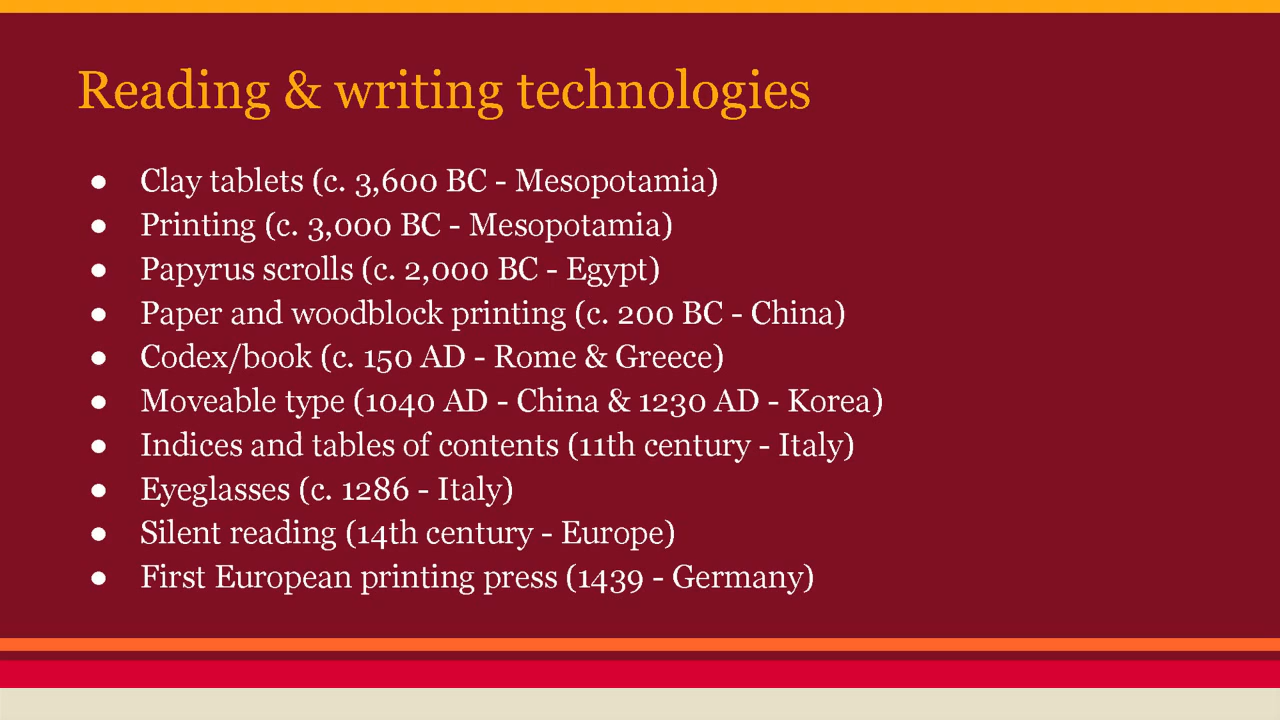 Reading & writing technologies
● Clay tablets (c. 3,600 BC - Mesopotamia)
● Printing (c. 3,000 BC - Mesopotamia)
● Papyrus scrolls (c. 2,000 BC - Egypt)
● Paper and woodblock printing (c. 200 BC - China)
● Codex/book (c. 150 AD - Rome & Greece)
● Moveable type (1040 AD - China & 1230 AD - Korea)
● Indices and tables of contents (11th century - Italy)
● Eyeglasses (c. 1286 - Italy)
● Silent reading (14th century - Europe)
● First European printing press (1439 - Germany)